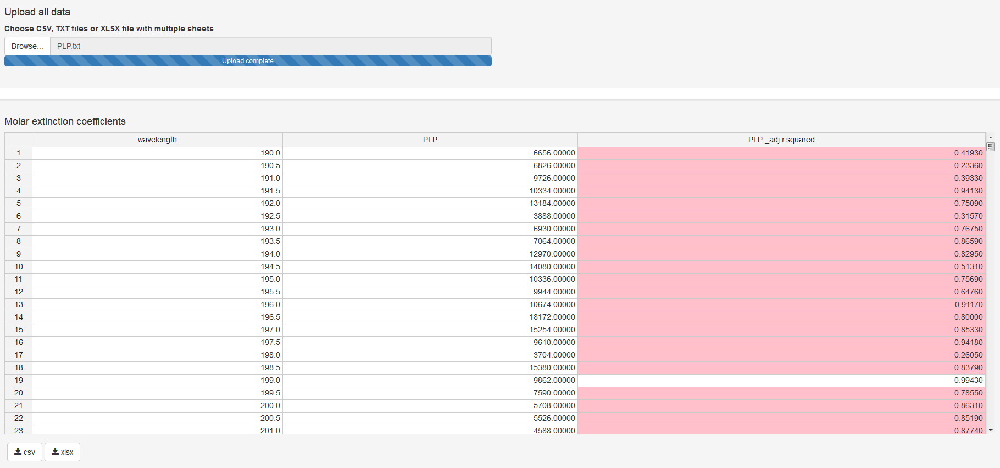 Upload all data
Choose CSV, TXT files or XLSX file with multiple sheets
Browse... PLP.txt
Upload complete
Molar extinction coefficients
wavelength PLP PLP _adj.r.squared
1 190.0 6656.00000 0.41930
2 190.5 6826.00000 0.23360
3 191.0 9726.00000 0.39330
4 191.5 10334.00000 0.94130
5 192.0 13184.00000 0.75090
6 192.5 3888.00000 0.31570
7 193.0 6930.00000 0.76750
8 193.5 7064.00000 0.86590
9 194.0 12970.00000 0.82950
10 194.5 14080.00000 0.51310
11 195.0 10336.00000 0.75690
12 195.5 9944.00000 0.64760
13 196.0 10674.00000 0.91170
14 196.5 18172.00000 0.80000
15 197.0 15254.00000 0.85330
16 197.5 9610.00000 0.94180
17 198.0 3704.00000 0.26050
18 198.5 15380.00000 0.83790
19 199.0 9862.00000 0.99430
20 199.5 7590.00000 0.78550
21 200.0 5708.00000 0.86310
22 200.5 5526.00000 0.85190
23 201.0 4588.00000 0.87740
csv xlsx